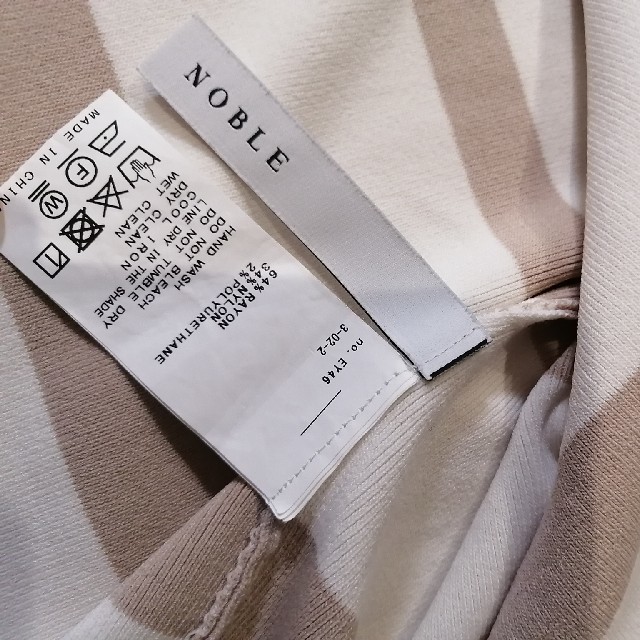 NOBLE
no. EY46
3-02-2
64% RAYON
34% NYLON
2% POLYURETHANE
HAND WASH
DO NOT BLEACH
DO NOT TUMBLE DRY
LINE DRY IN THE SHADE
COOL IRON
DRY CLEAN
WET CLEAN
F
W
MADE IN CHIN